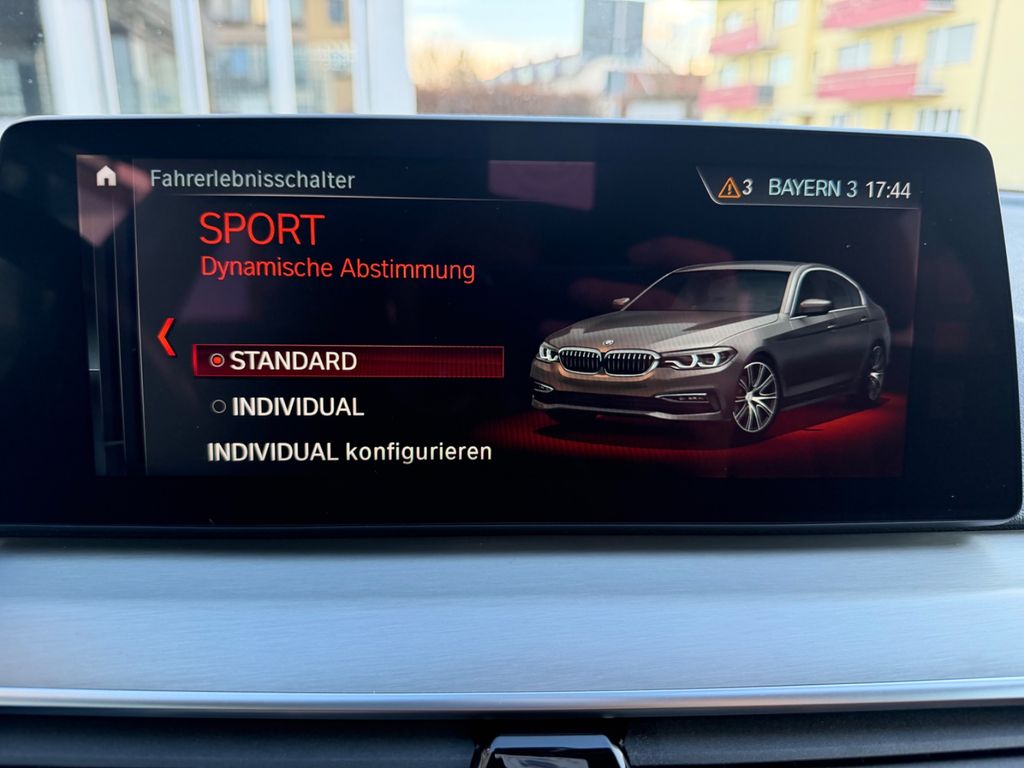 Fahrerlebnisschalter
3 BAYERN 3 17:44
SPORT
Dynamische Abstimmung
STANDARD
INDIVIDUAL
INDIVIDUAL konfigurieren